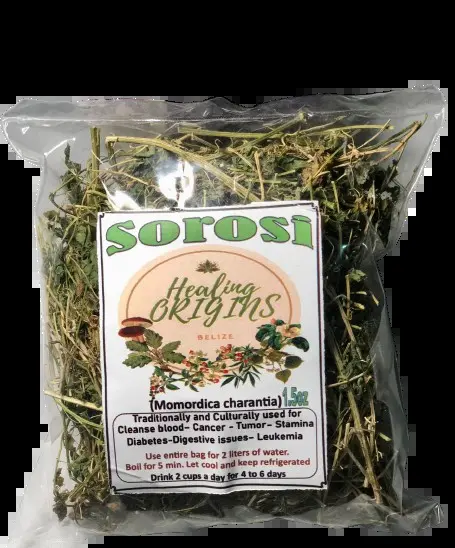 Sorosi
Healing
ORIGINS
BELIZE
(Momordica charantia) 1.5oz
Traditionally and Culturally used for
Cleanse blood- Cancer - Tumor- Stamina
Diabetes-Digestive issues- Leukemia
Use entire bag for 2 liters of water.
Boil for 5 min. Let cool and keep refrigerated
Drink 2 cups a day for 4 to 6 days